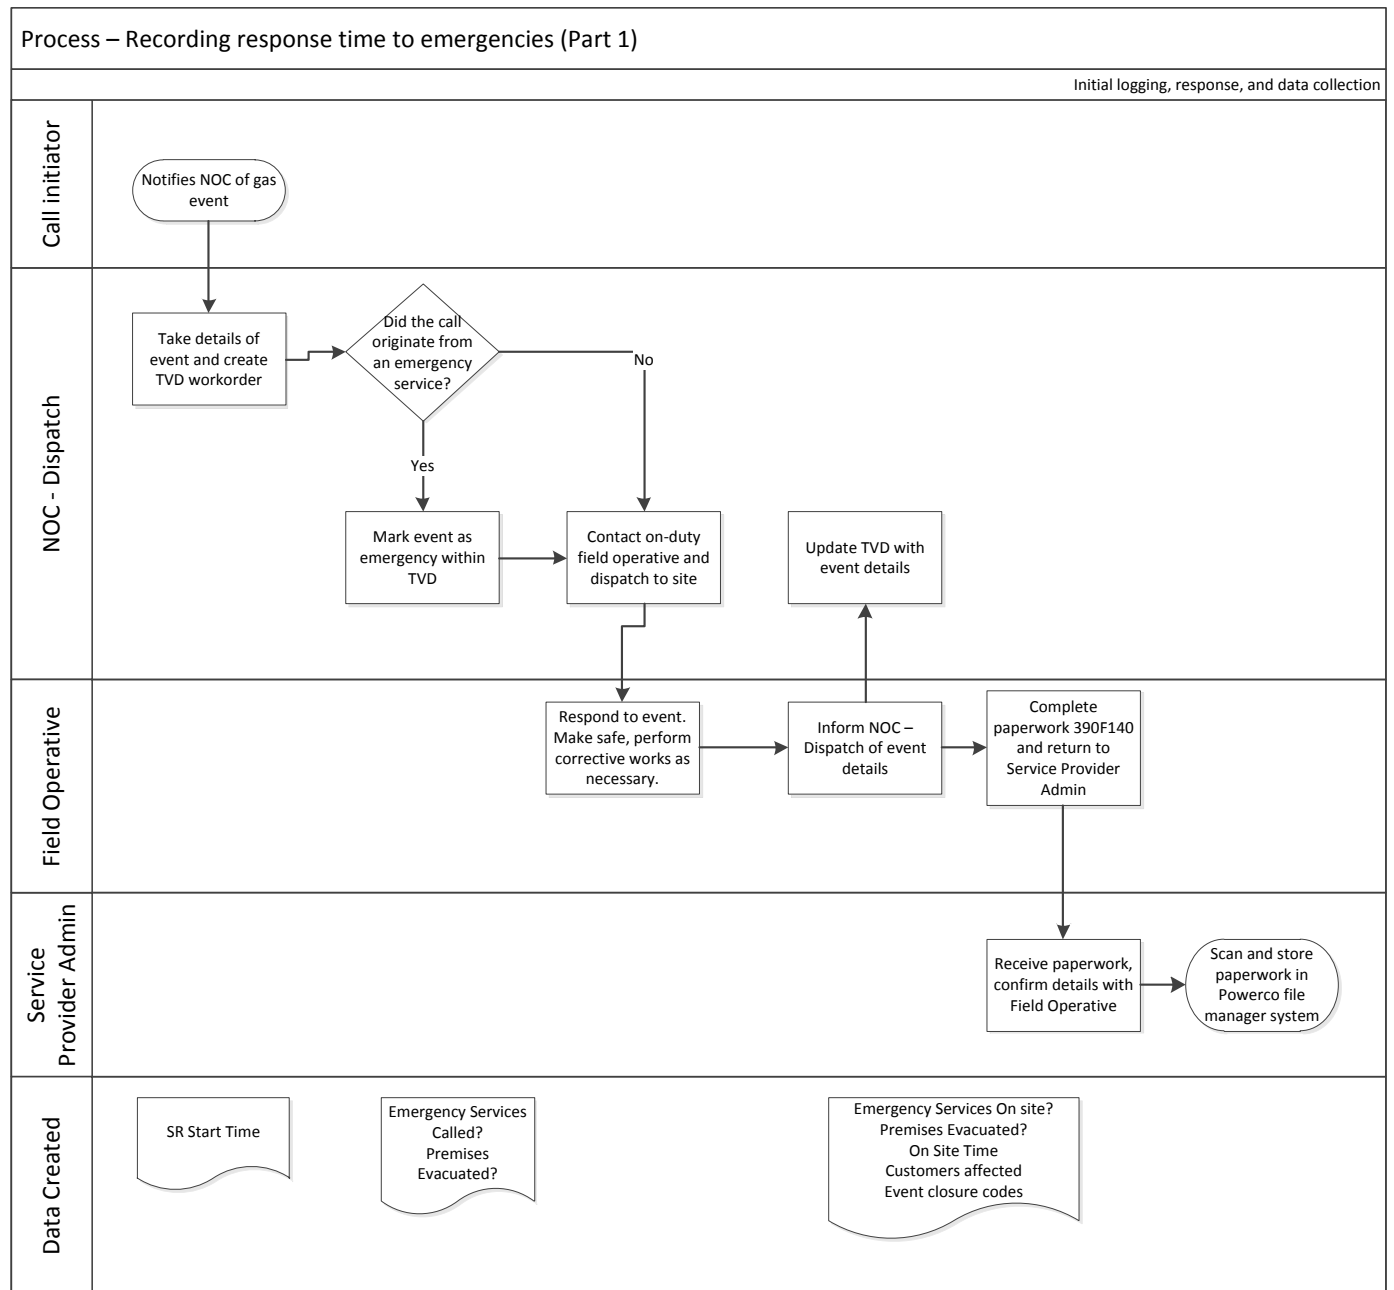 Process – Recording response time to emergencies (Part 1)
Initial logging, response, and data collection
Call initiator
Notifies NOC of gas
event
NOC - Dispatch
Take details of
event and create
TVD workorder
Did the call
originate from
an emergency
service?
No
Yes
Mark event as
emergency within
TVD
Contact on-duty
field operative and
dispatch to site
Update TVD with
event details
Field Operative
Respond to event.
Make safe, perform
corrective works as
necessary.
Inform NOC –
Dispatch of event
details
Complete
paperwork 390F140
and return to
Service Provider
Admin
Service
Provider Admin
Receive paperwork,
confirm details with
Field Operative
Scan and store
paperwork in
Powerco file
manager system
Data Created
SR Start Time
Emergency Services
Called?
Premises
Evacuated?
Emergency Services On site?
Premises Evacuated?
On Site Time
Customers affected
Event closure codes